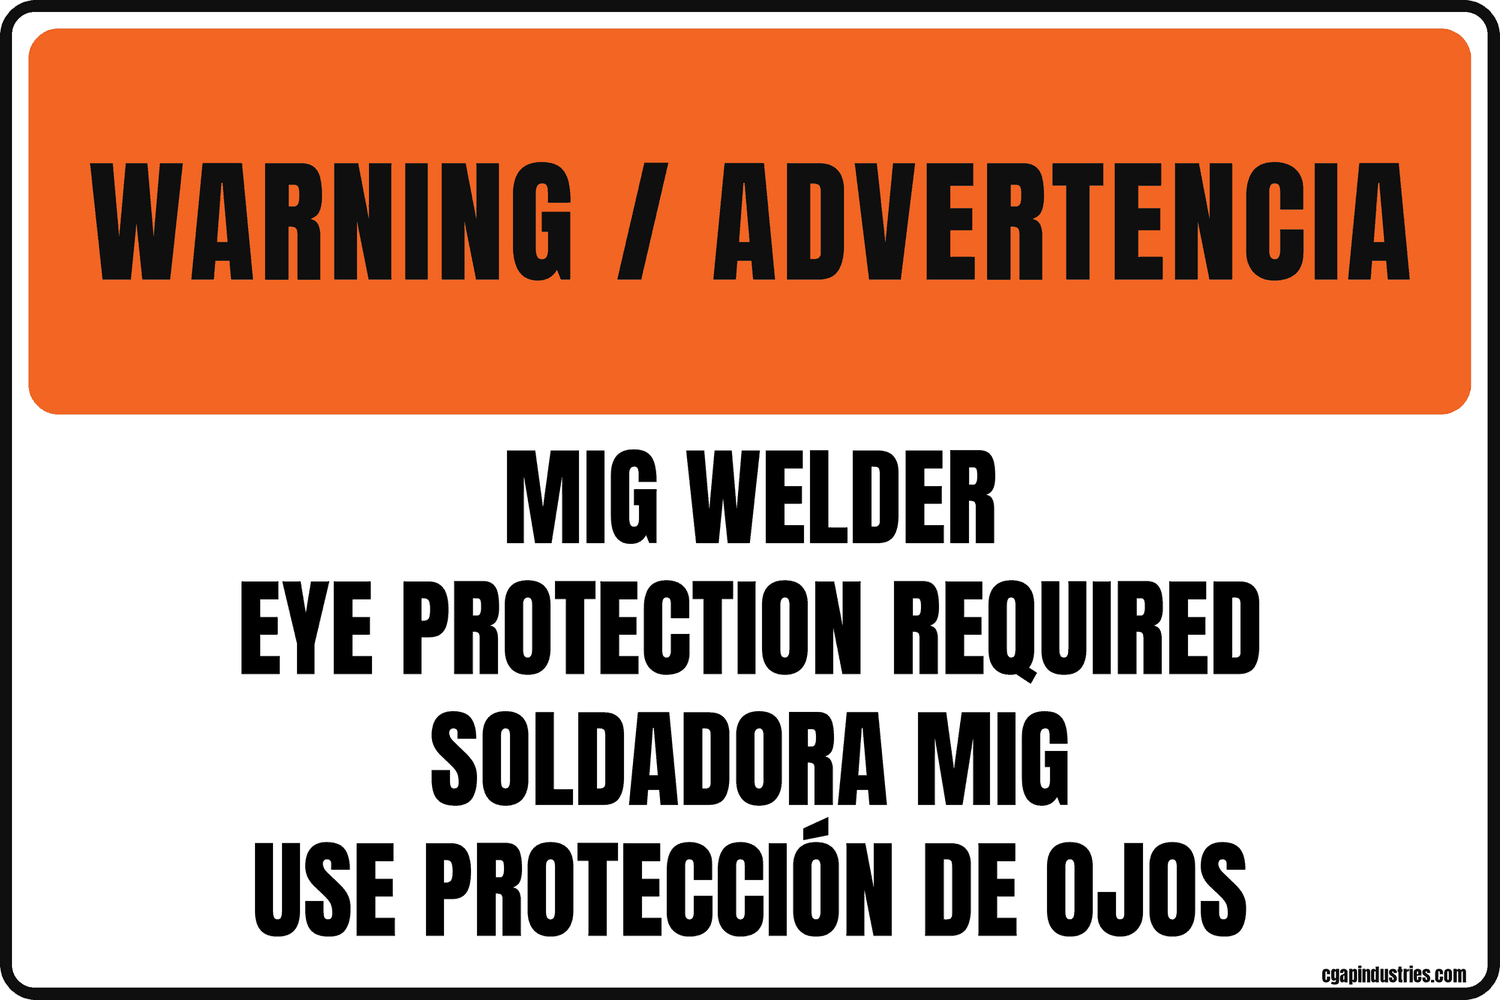 WARNING / ADVERTENCIA
MIG WELDER
EYE PROTECTION REQUIRED
SOLDADORA MIG
USE PROTECCIÓN DE OJOS
cgapindustries.com